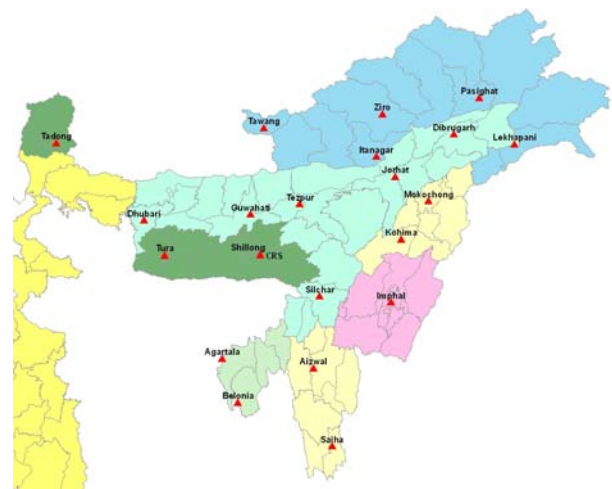 Pasighat
Ziro
Tawang
Dibrugarh
Tadong
Lekhapani
Itanagar
Jorhat
Tezpur
Mokochong
Guwahati
Dhubari
Kohima
Tura
Shillong
CRS
Silchar
Imphal
Agartala
Aizwal
Belonia
Saiha